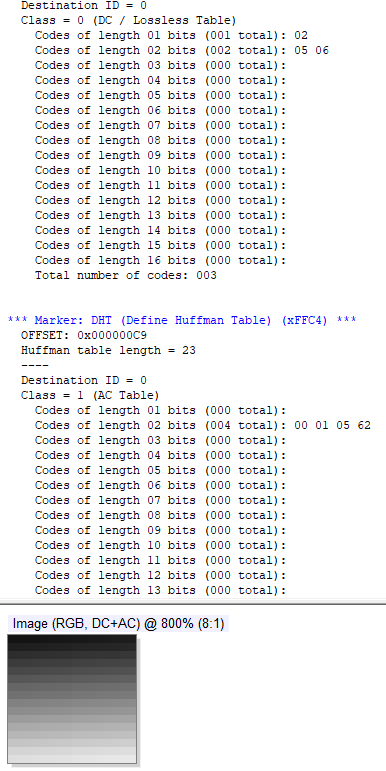 Destination ID = 0
Class = 0 (DC / Lossless Table)
Codes of length 01 bits (001 total): 02
Codes of length 02 bits (002 total): 05 06
Codes of length 03 bits (000 total):
Codes of length 04 bits (000 total):
Codes of length 05 bits (000 total):
Codes of length 06 bits (000 total):
Codes of length 07 bits (000 total):
Codes of length 08 bits (000 total):
Codes of length 09 bits (000 total):
Codes of length 10 bits (000 total):
Codes of length 11 bits (000 total):
Codes of length 12 bits (000 total):
Codes of length 13 bits (000 total):
Codes of length 14 bits (000 total):
Codes of length 15 bits (000 total):
Codes of length 16 bits (000 total):
Total number of codes: 003
*** Marker: DHT (Define Huffman Table) (xFFC4) ***
OFFSET: 0x000000C9
Huffman table length = 23
----
Destination ID = 0
Class = 1 (AC Table)
Codes of length 01 bits (000 total):
Codes of length 02 bits (004 total): 00 01 05 62
Codes of length 03 bits (000 total):
Codes of length 04 bits (000 total):
Codes of length 05 bits (000 total):
Codes of length 06 bits (000 total):
Codes of length 07 bits (000 total):
Codes of length 08 bits (000 total):
Codes of length 09 bits (000 total):
Codes of length 10 bits (000 total):
Codes of length 11 bits (000 total):
Codes of length 12 bits (000 total):
Codes of length 13 bits (000 total):
Image (RGB, DC+AC) @ 800% (8:1)